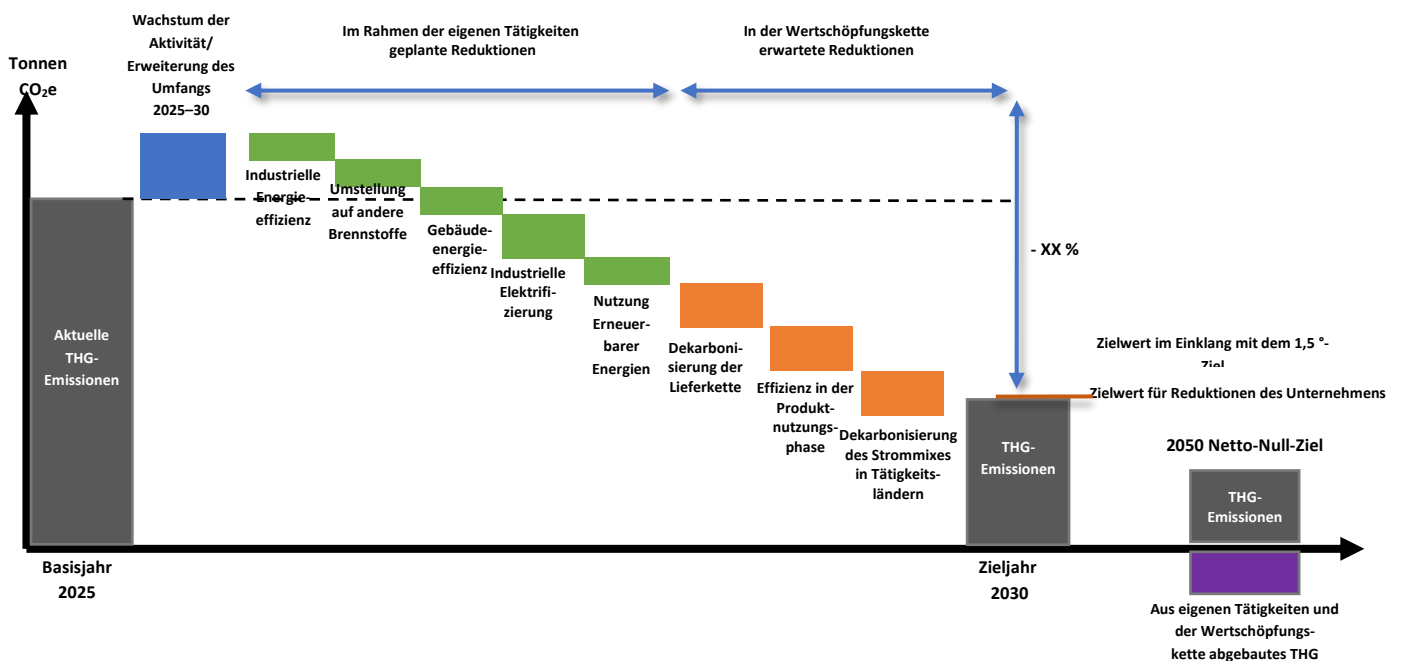 Wachstum der
Aktivität/
Erweiterung des
Umfangs
2025–30
Im Rahmen der eigenen Tätigkeiten
geplante Reduktionen
In der Wertschöpfungskette
erwartete Reduktionen
Tonnen
CO₂e
Industrielle
Energie-
effizienz
Umstellung
auf andere
Brennstoffe
Gebäude-
energie-
effizienz
Industrielle
Elektrifi-
zierung
Nutzung
Erneuer-
barer
Energien
Dekarboni-
sierung der
Lieferkette
Effizienz in der
Produkt-
nutzungs-
phase
Dekarbonisierung
des Strommixes
in Tätigkeits-
ländern
- XX %
Aktuelle
THG-
Emissionen
Zielwert im Einklang mit dem 1,5 °-
Ziel
Zielwert für Reduktionen des Unternehmens
THG-
Emissionen
2050 Netto-Null-Ziel
THG-
Emissionen
Basisjahr
2025
Zieljahr
2030
Aus eigenen Tätigkeiten und
der Wertschöpfungs-
kette abgebautes THG